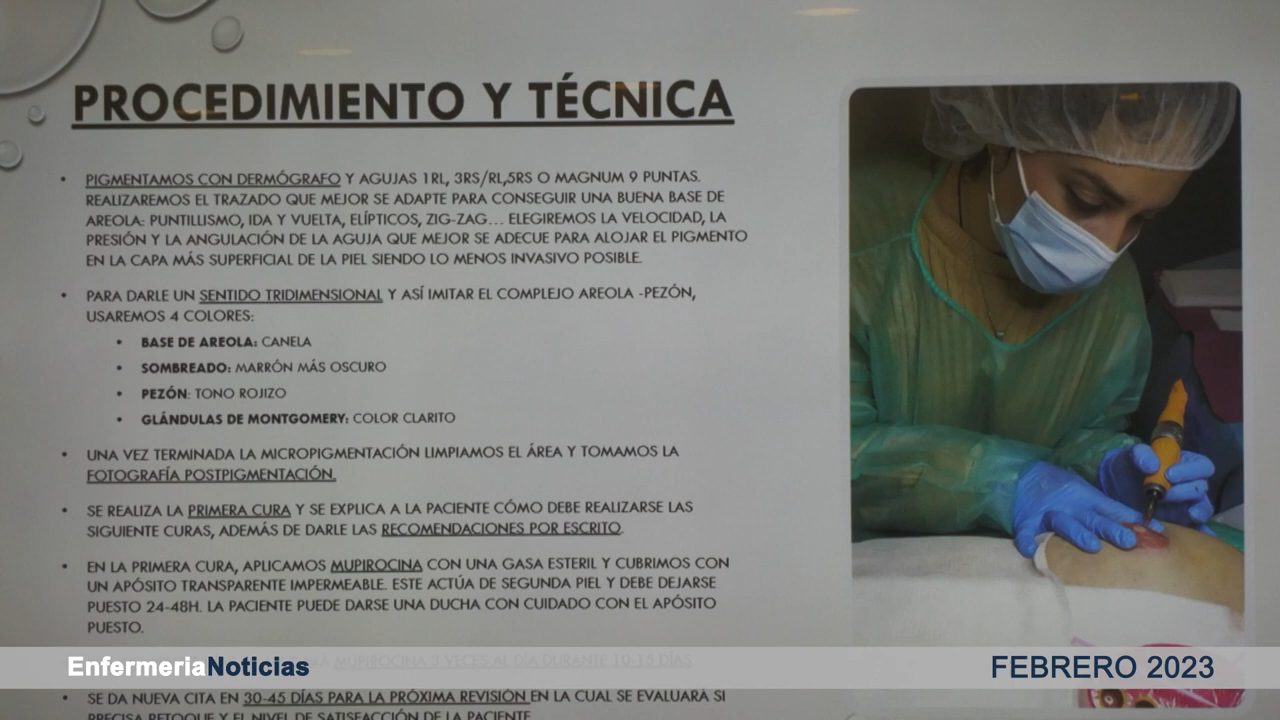 PROCEDIMIENTO Y TÉCNICA
• PIGMENTAMOS CON DERMÓGRAFO Y AGUJAS 1RL, 3RS/RL,5RS O MAGNUM 9 PUNTAS.
REALIZAREMOS EL TRAZADO QUE MEJOR SE ADAPTE PARA CONSEGUIR UNA BUENA BASE DE
AREOLA: PUNTILLISMO, IDA Y VUELTA, ELÍPTICOS, ZIG-ZAG... ELEGIREMOS LA VELOCIDAD, LA
PRESIÓN Y LA ANGULACIÓN DE LA AGUJA QUE MEJOR SE ADECUE PARA ALOJAR EL PIGMENTO
EN LA CAPA MÁS SUPERFICIAL DE LA PIEL SIENDO LO MENOS INVASIVO POSIBLE.
• PARA DARLE UN SENTIDO TRIDIMENSIONAL Y ASÍ IMITAR EL COMPLEJO AREOLA -PEZÓN,
USAREMOS 4 COLORES:
• BASE DE AREOLA: CANELA
• SOMBREADO: MARRÓN MÁS OSCURO
• PEZÓN: TONO ROJIZO
• GLÁNDULAS DE MONTGOMERY: COLOR CLARITO
• UNA VEZ TERMINADA LA MICROPIGMENTACIÓN LIMPIAMOS EL ÁREA Y TOMAMOS LA
FOTOGRAFÍA POSTPIGMENTACIÓN.
• SE REALIZA LA PRIMERA CURA Y SE EXPLICA A LA PACIENTE CÓMO DEBE REALIZARSE LAS
SIGUIENTE CURAS, ADEMÁS DE DARLE LAS RECOMENDACIONES POR ESCRITO.
• EN LA PRIMERA CURA, APLICAMOS MUPIROCINA CON UNA GASA ESTERIL Y CUBRIMOS CON
UN APÓSITO TRANSPARENTE IMPERMEABLE. ESTE ACTÚA DE SEGUNDA PIEL Y DEBE DEJARSE
PUESTO 24-48H. LA PACIENTE PUEDE DARSE UNA DUCHA CON CUIDADO CON EL APÓSITO
PUESTO.
MUPIROCINA 3 VECES AL DÍA DURANTE 10-15 DÍAS
EnfermeriaNoticias
FEBRERO 2023
• SE DA NUEVA CITA EN 30-45 DÍAS PARA LA PRÓXIMA REVISIÓN EN LA CUAL SE EVALUARÁ SI
PRECISA RETOQUE Y EL NIVEL DE SATISFACCIÓN DE LA PACIENTE